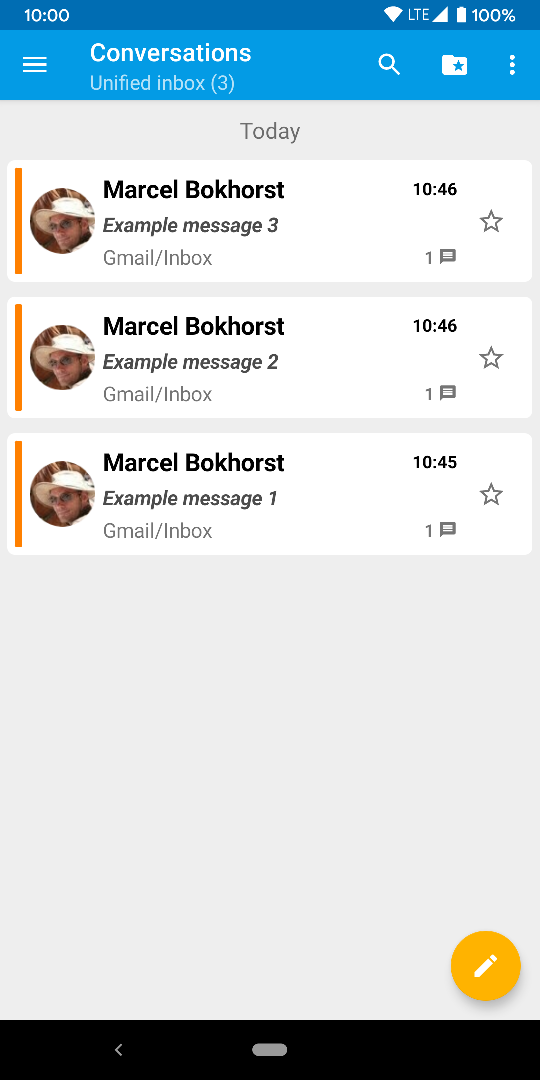 10:00 LTE 100%
Conversations
Unified inbox (3)
Today
Marcel Bokhorst 10:46
Example message 3
Gmail/Inbox 1
Marcel Bokhorst 10:46
Example message 2
Gmail/Inbox 1
Marcel Bokhorst 10:45
Example message 1
Gmail/Inbox 1